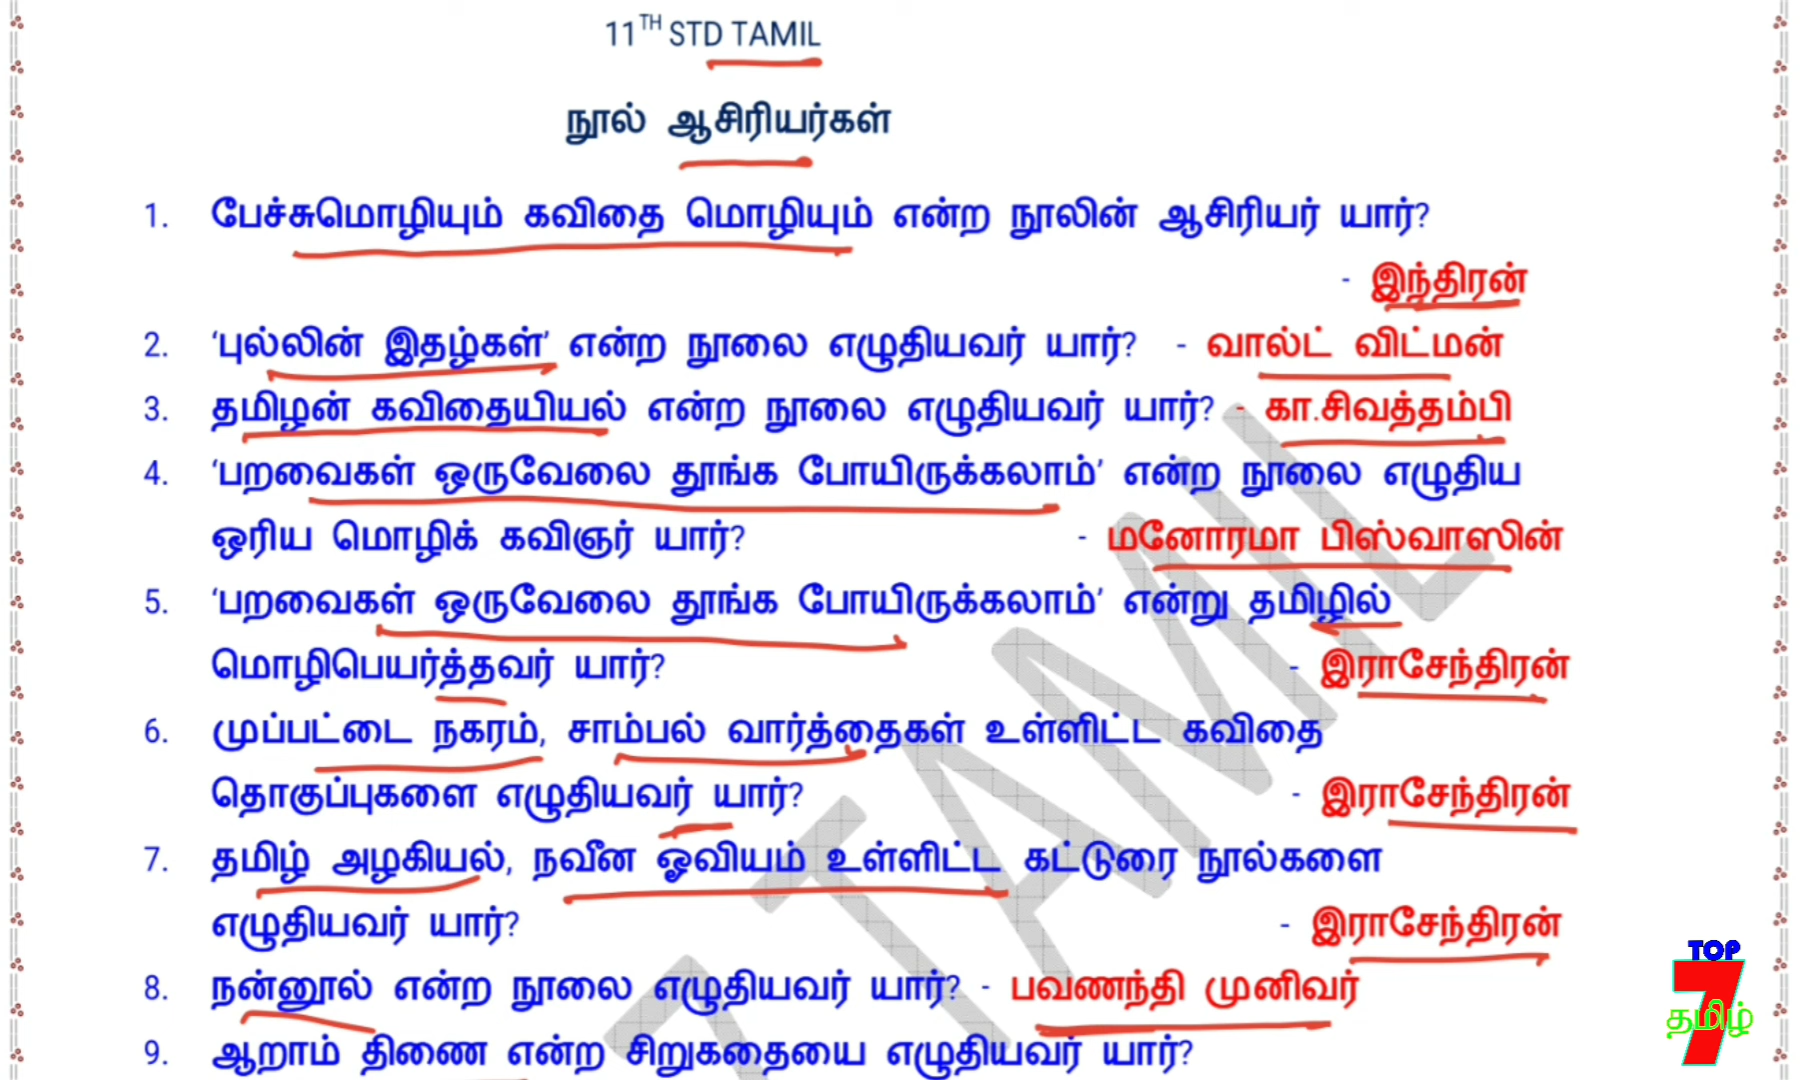 11TH STD TAMIL
நூல் ஆசிரியர்கள்
1. பேச்சுமொழியும் கவிதை மொழியும் என்ற நூலின் ஆசிரியர் யார்?
- இந்திரன்
2. ‘புல்லின் இதழ்கள்’ என்ற நூலை எழுதியவர் யார்? - வால்ட் விட்மன்
3. தமிழன் கவிதையியல் என்ற நூலை எழுதியவர் யார்? - கா.சிவத்தம்பி
4. ‘பறவைகள் ஒருவேலை தூங்க போயிருக்கலாம்’ என்ற நூலை எழுதிய
ஒரிய மொழிக் கவிஞர் யார்? - மனோரமா பிஸ்வாஸின்
5. ‘பறவைகள் ஒருவேலை தூங்க போயிருக்கலாம்’ என்று தமிழில்
மொழிபெயர்த்தவர் யார்? - இராசேந்திரன்
6. முப்பட்டை நகரம், சாம்பல் வார்த்தைகள் உள்ளிட்ட கவிதை
தொகுப்புகளை எழுதியவர் யார்? - இராசேந்திரன்
7. தமிழ் அழகியல், நவீன ஓவியம் உள்ளிட்ட கட்டுரை நூல்களை
எழுதியவர் யார்? - இராசேந்திரன்
8. நன்னூல் என்ற நூலை எழுதியவர் யார்? - பவணந்தி முனிவர்
9. ஆறாம் திணை என்ற சிறுகதையை எழுதியவர் யார்?
7 TAMIL
TOP
7
தமிழ்